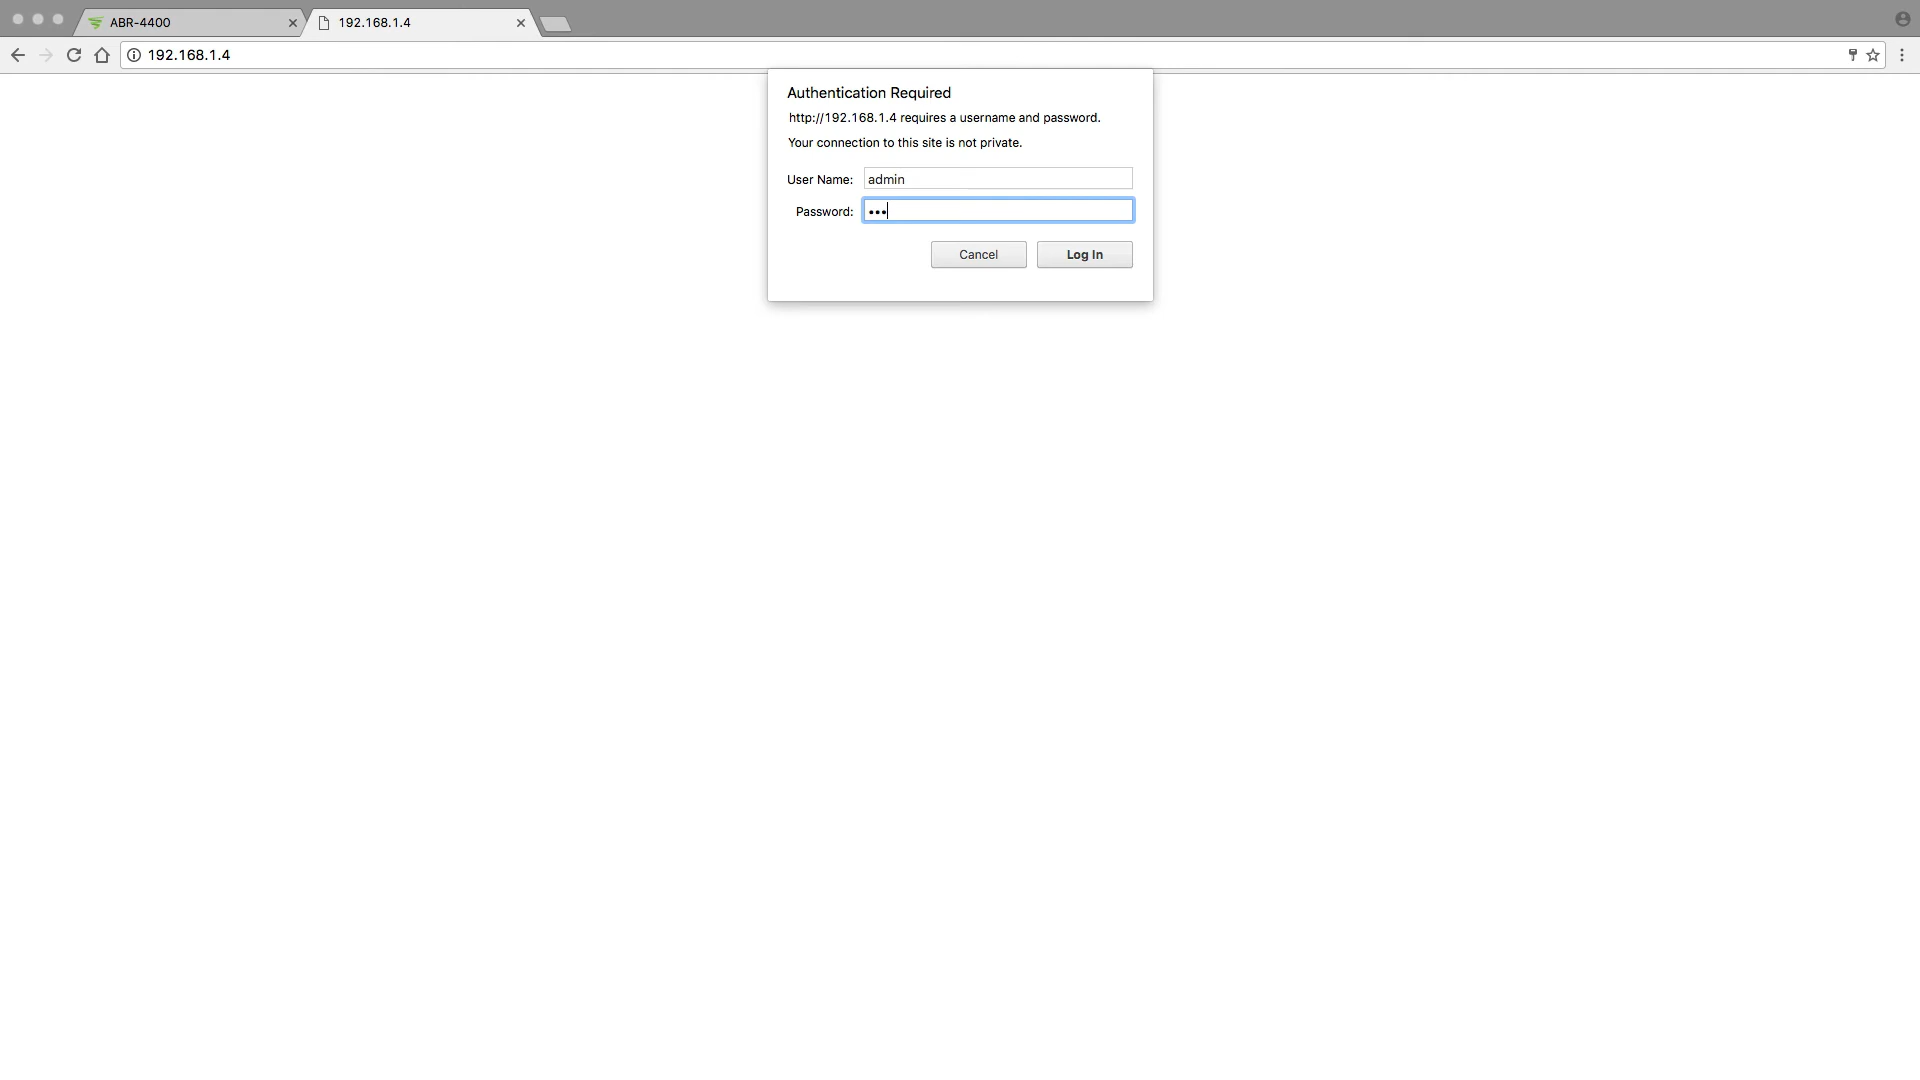 ABR-4400
192.168.1.4
192.168.1.4
Authentication Required
http://192.168.1.4 requires a username and password.
Your connection to this site is not private.
User Name: admin
Password: •••
Cancel
Log In